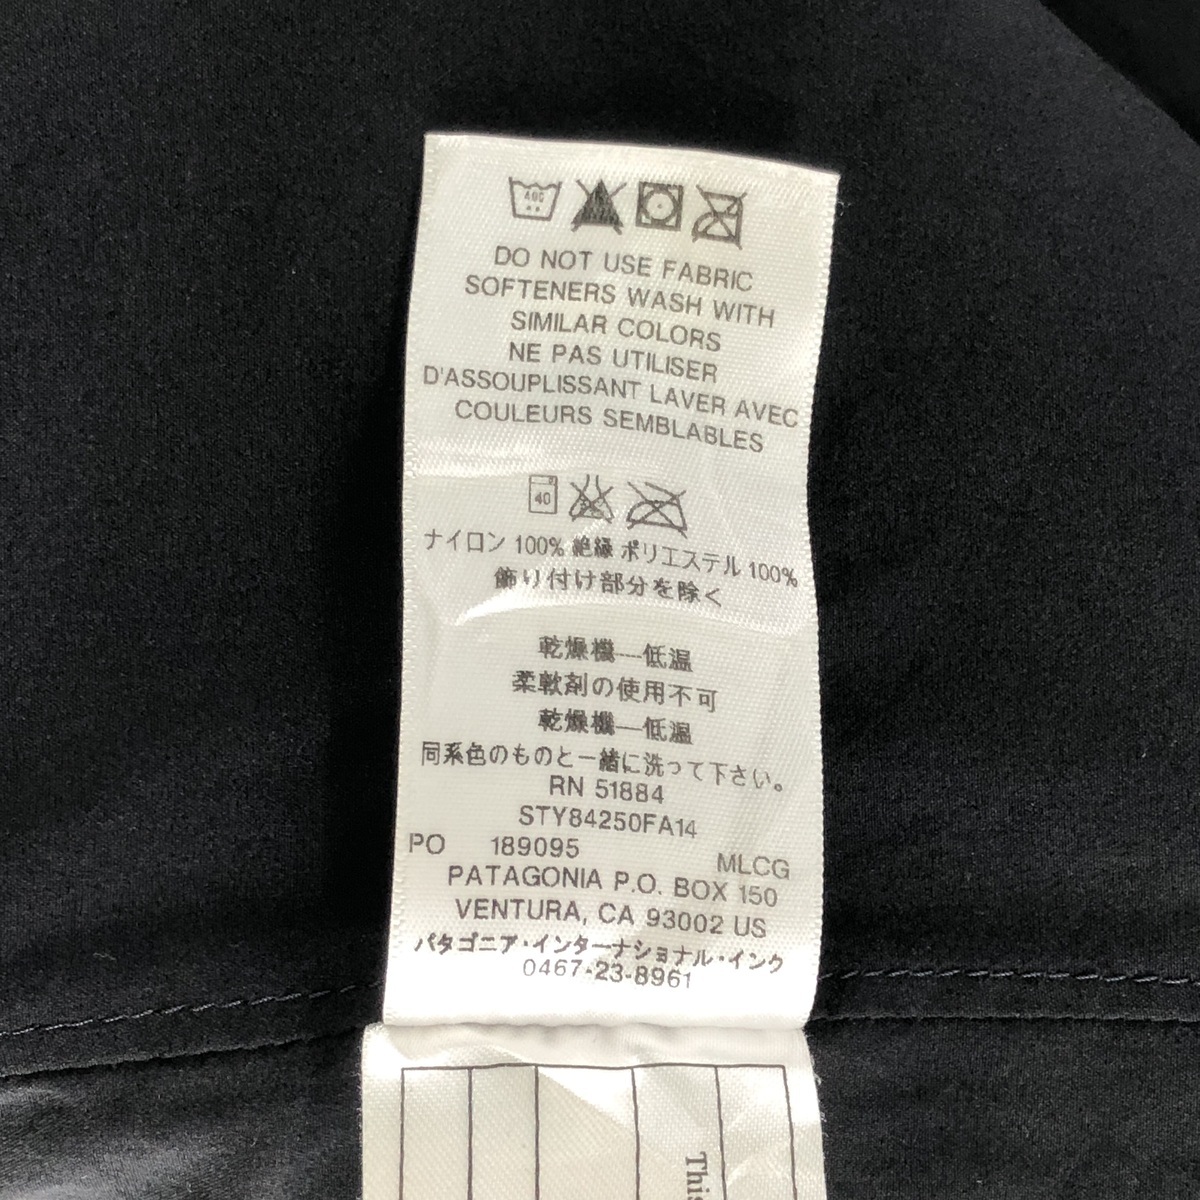 40C
DO NOT USE FABRIC
SOFTENERS WASH WITH
SIMILAR COLORS
NE PAS UTILISER
D'ASSOUPLISSANT LAVER AVEC
COULEURS SEMBLABLES
40
ナイロン 100% 絶縁 ポリエステル 100%
飾り付け部分を除く
乾燥機―低温
柔軟剤の使用不可
乾燥機―低温
同系色のものと一緒に洗って下さい。
RN 51884
STY84250FA14
PO 189095 MLCG
PATAGONIA P.O. BOX 150
VENTURA, CA 93002 US
パタゴニア・インターナショナル・インク
0467-23-8961
This